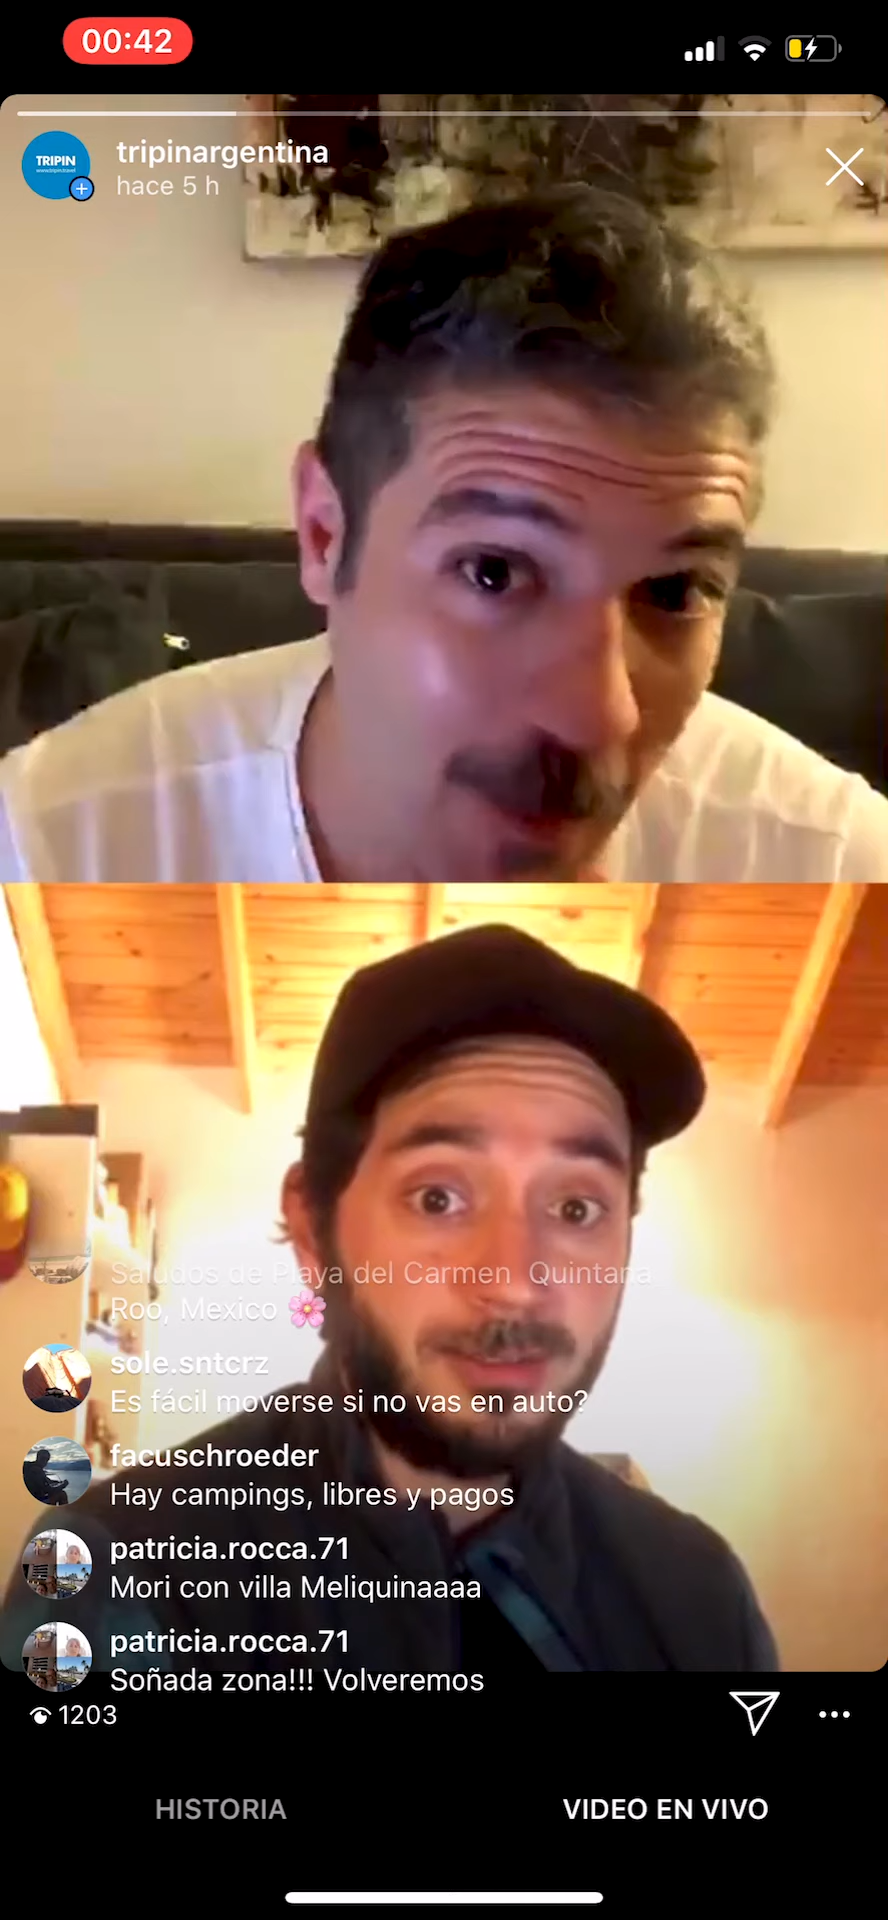 00:42
TRIPIN
tripinargentina
hace 5 h
Saludos de Playa del Carmen Quintana
Roo, Mexico
sole.sntcrz
Es fácil moverse si no vas en auto?
facuschroeder
Hay campings, libres y pagos
patricia.rocca.71
Mori con villa Meliquinaaaa
patricia.rocca.71
Soñada zona!!! Volveremos
1203
HISTORIA
VIDEO EN VIVO